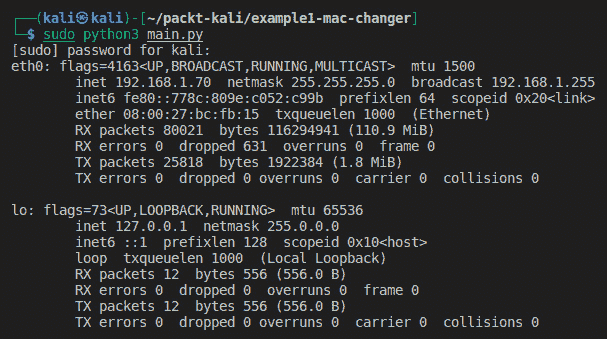 ┌──(kali㉿kali)-[~/packt-kali/example1-mac-changer]
└─$ sudo python3 main.py
[sudo] password for kali:
eth0: flags=4163<UP,BROADCAST,RUNNING,MULTICAST>  mtu 1500
        inet 192.168.1.70  netmask 255.255.255.0  broadcast 192.168.1.255
        inet6 fe80::778c:809e:c052:c99b  prefixlen 64  scopeid 0x20<link>
        ether 08:00:27:bc:fb:15  txqueuelen 1000  (Ethernet)
        RX packets 80021  bytes 116294941 (110.9 MiB)
        RX errors 0  dropped 631  overruns 0  frame 0
        TX packets 25818  bytes 1922384 (1.8 MiB)
        TX errors 0  dropped 0 overruns 0  carrier 0  collisions 0

lo: flags=73<UP,LOOPBACK,RUNNING>  mtu 65536
        inet 127.0.0.1  netmask 255.0.0.0
        inet6 ::1  prefixlen 128  scopeid 0x10<host>
        loop  txqueuelen 1000  (Local Loopback)
        RX packets 12  bytes 556 (556.0 B)
        RX errors 0  dropped 0  overruns 0  frame 0
        TX packets 12  bytes 556 (556.0 B)
        TX errors 0  dropped 0 overruns 0  carrier 0  collisions 0